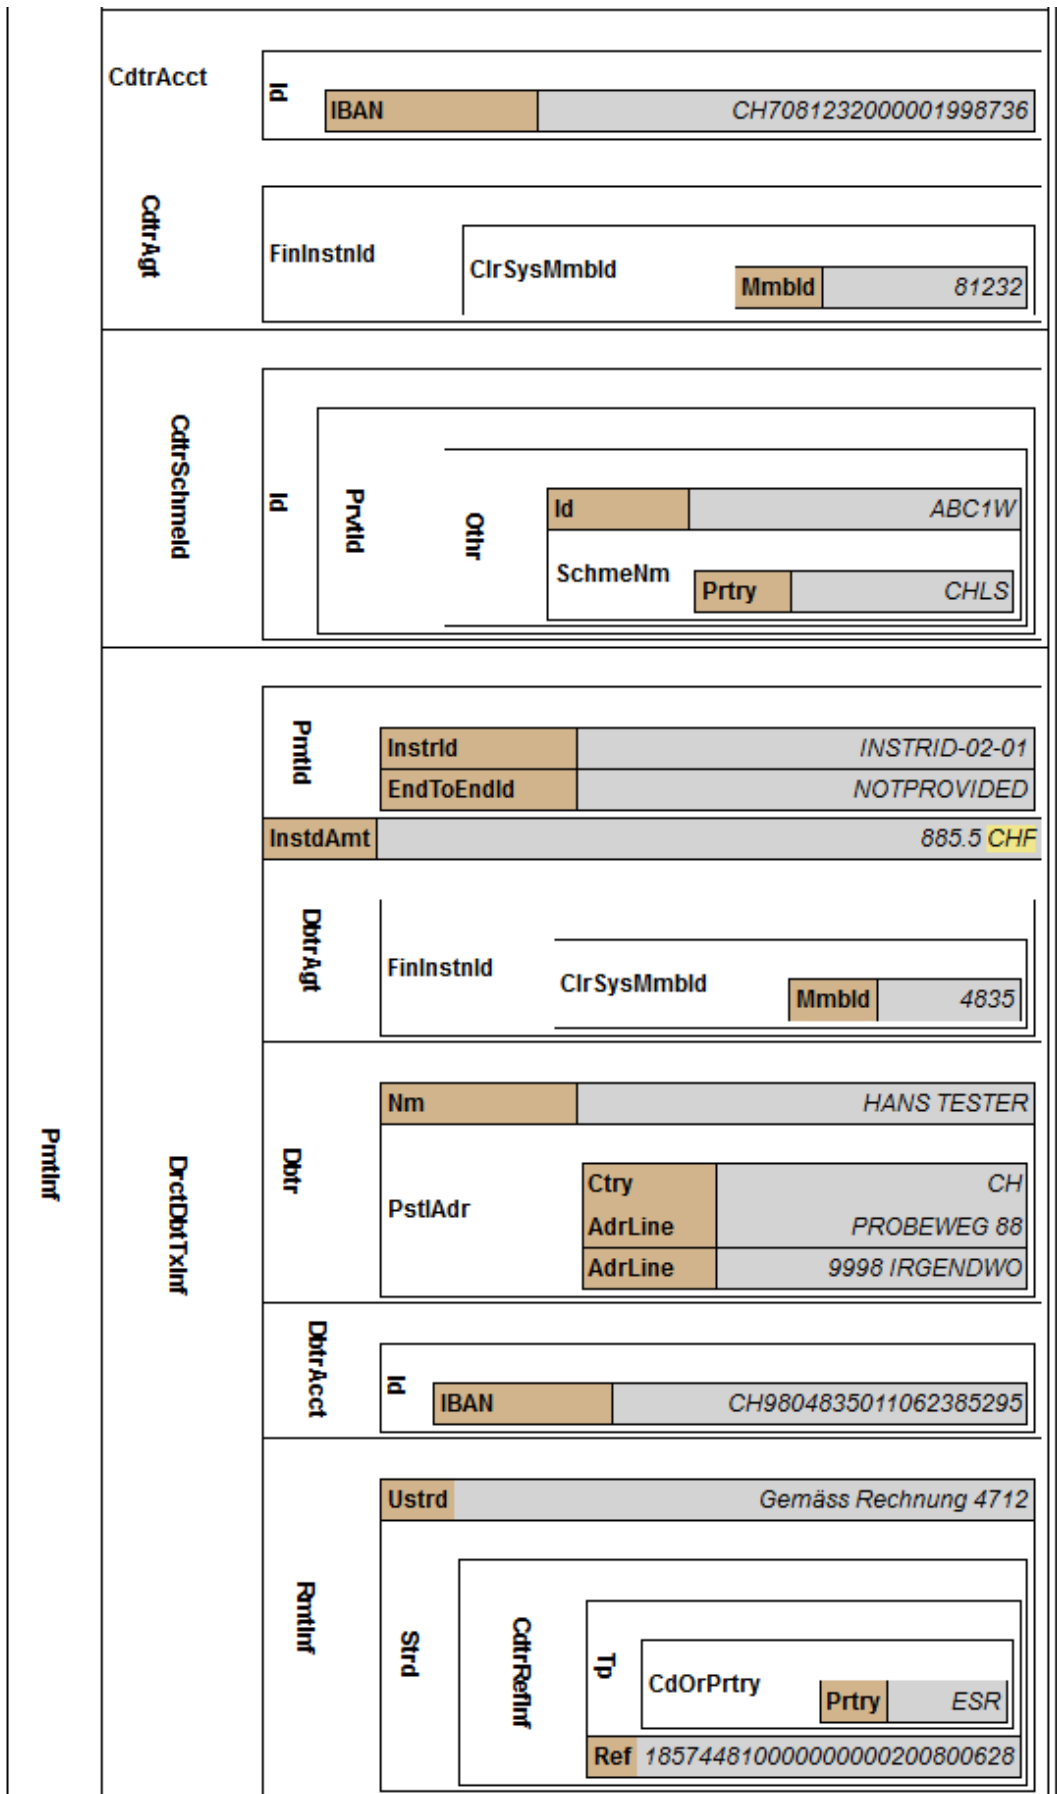 CdtrAcct
Id
IBAN CH7081232000001998736
CdtrAgt
FinInstnId
ClrSysMmbId
MmbId 81232
CdtrSchmeId
Id
PrvtId
Othr
Id ABC1W
SchmeNm
Prtry CHLS
PmtInf
DrctDbtTxInf
PmtId
InstrId INSTRID-02-01
EndToEndId NOTPROVIDED
InstdAmt 885.5 CHF
DbtrAgt
FinInstnId
ClrSysMmbId
MmbId 4835
Dbtr
Nm HANS TESTER
PstlAdr
Ctry CH
AdrLine PROBEWEG 88
AdrLine 9998 IRGENDWO
DbtrAcct
Id
IBAN CH9804835011062385295
RmtInf
Ustrd Gemäss Rechnung 4712
Strd
CdtrRefInf
Tp
CdOrPrtry
Prtry ESR
Ref 185744810000000000200800628